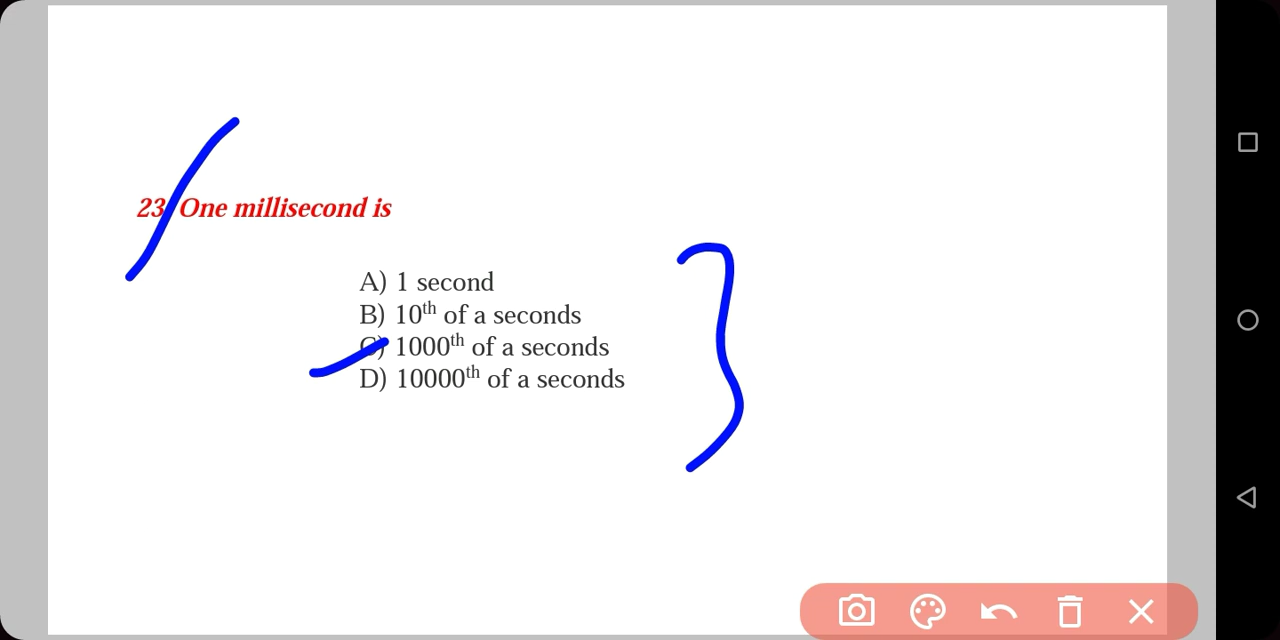 23. One millisecond is
A) 1 second
B) 10th of a seconds
C) 1000th of a seconds
D) 10000th of a seconds